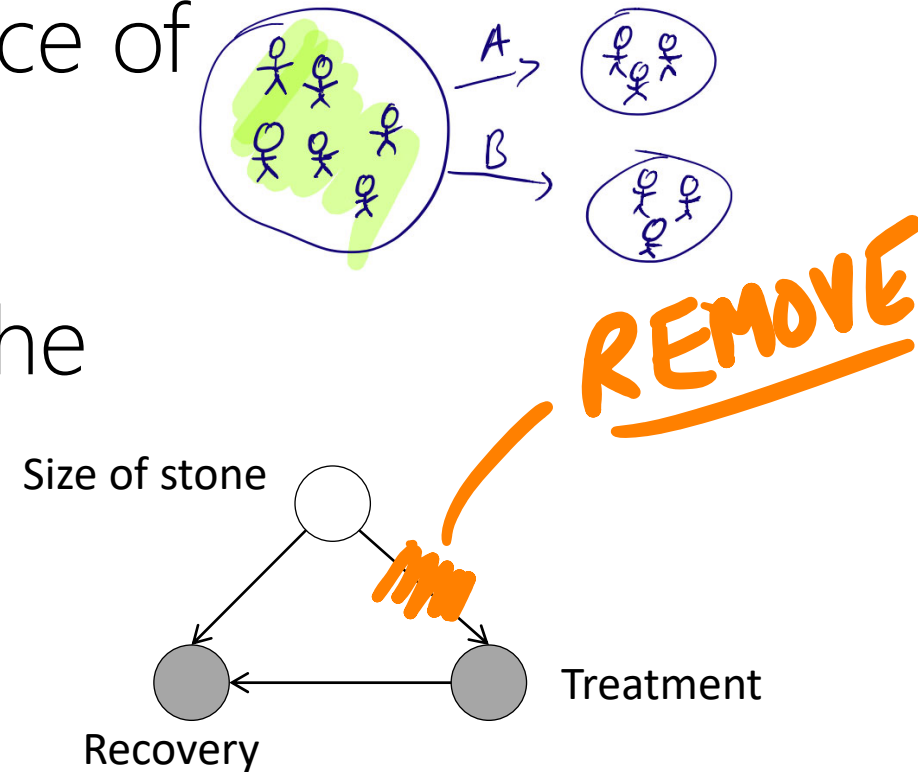 ce of
A
B
he
REMOVE
Size of stone
Treatment
Recovery